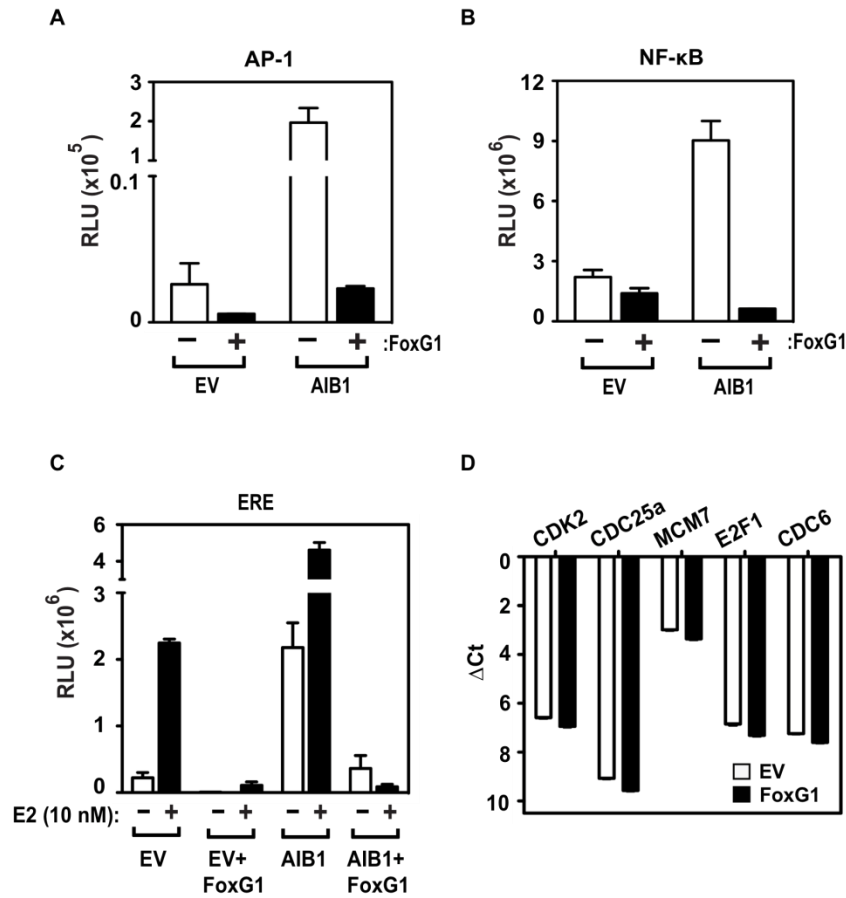 A
AP-1
3
2
1
0.1
0
RLU (x10^5)
− + :FoxG1
EV AIB1
B
NF-κB
12
9
6
3
0
RLU (x10^6)
− + − + :FoxG1
EV AIB1
C
ERE
6
4
3
2
1
0
RLU (x10^6)
E2 (10 nM): − + − + − + − +
EV EV+ AIB1 AIB1+
FoxG1 FoxG1
D
CDK2 CDC25a MCM7 E2F1 CDC6
0
2
4
6
8
10
ΔCt
EV
FoxG1